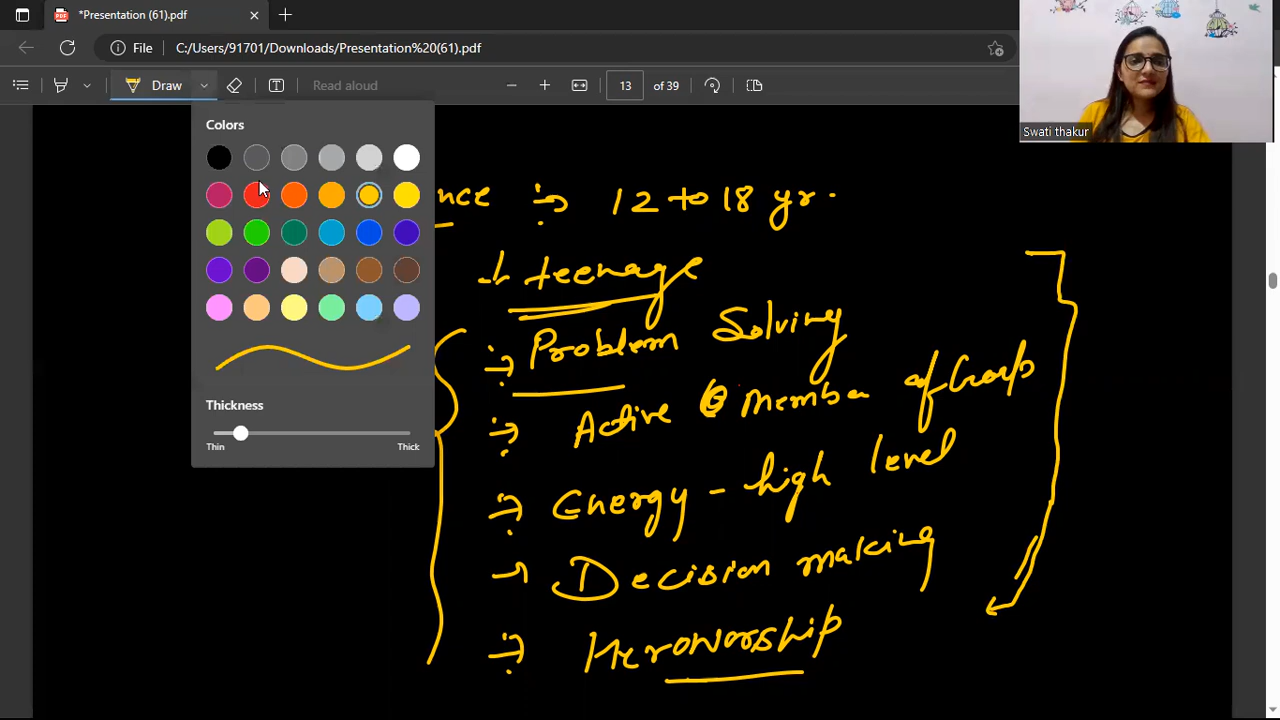 *Presentation (61).pdf
File C:/Users/91701/Downloads/Presentation%20(61).pdf
Draw Read aloud 13 of 39
Swati thakur
Colors
Thickness
Thin Thick
nce 12 to 18 yr.
teenage
Problem Solving
Active Member of Group
Energy - high level
Decision making
Heroworship